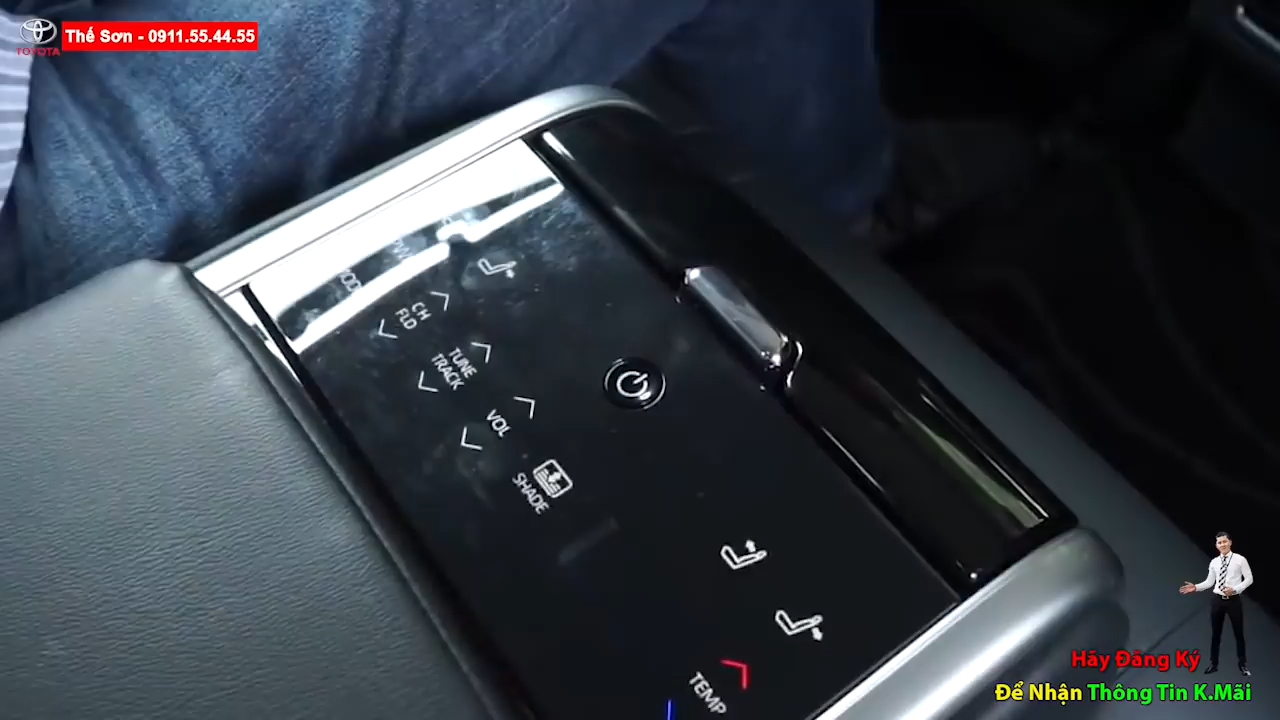 TOYOTA
Thế Sơn - 0911.55.44.55
CH
FLD
TUNE
TRACK
VOL
SHADE
TEMP
Hãy Đăng Ký
Để Nhận Thông Tin K.Mãi